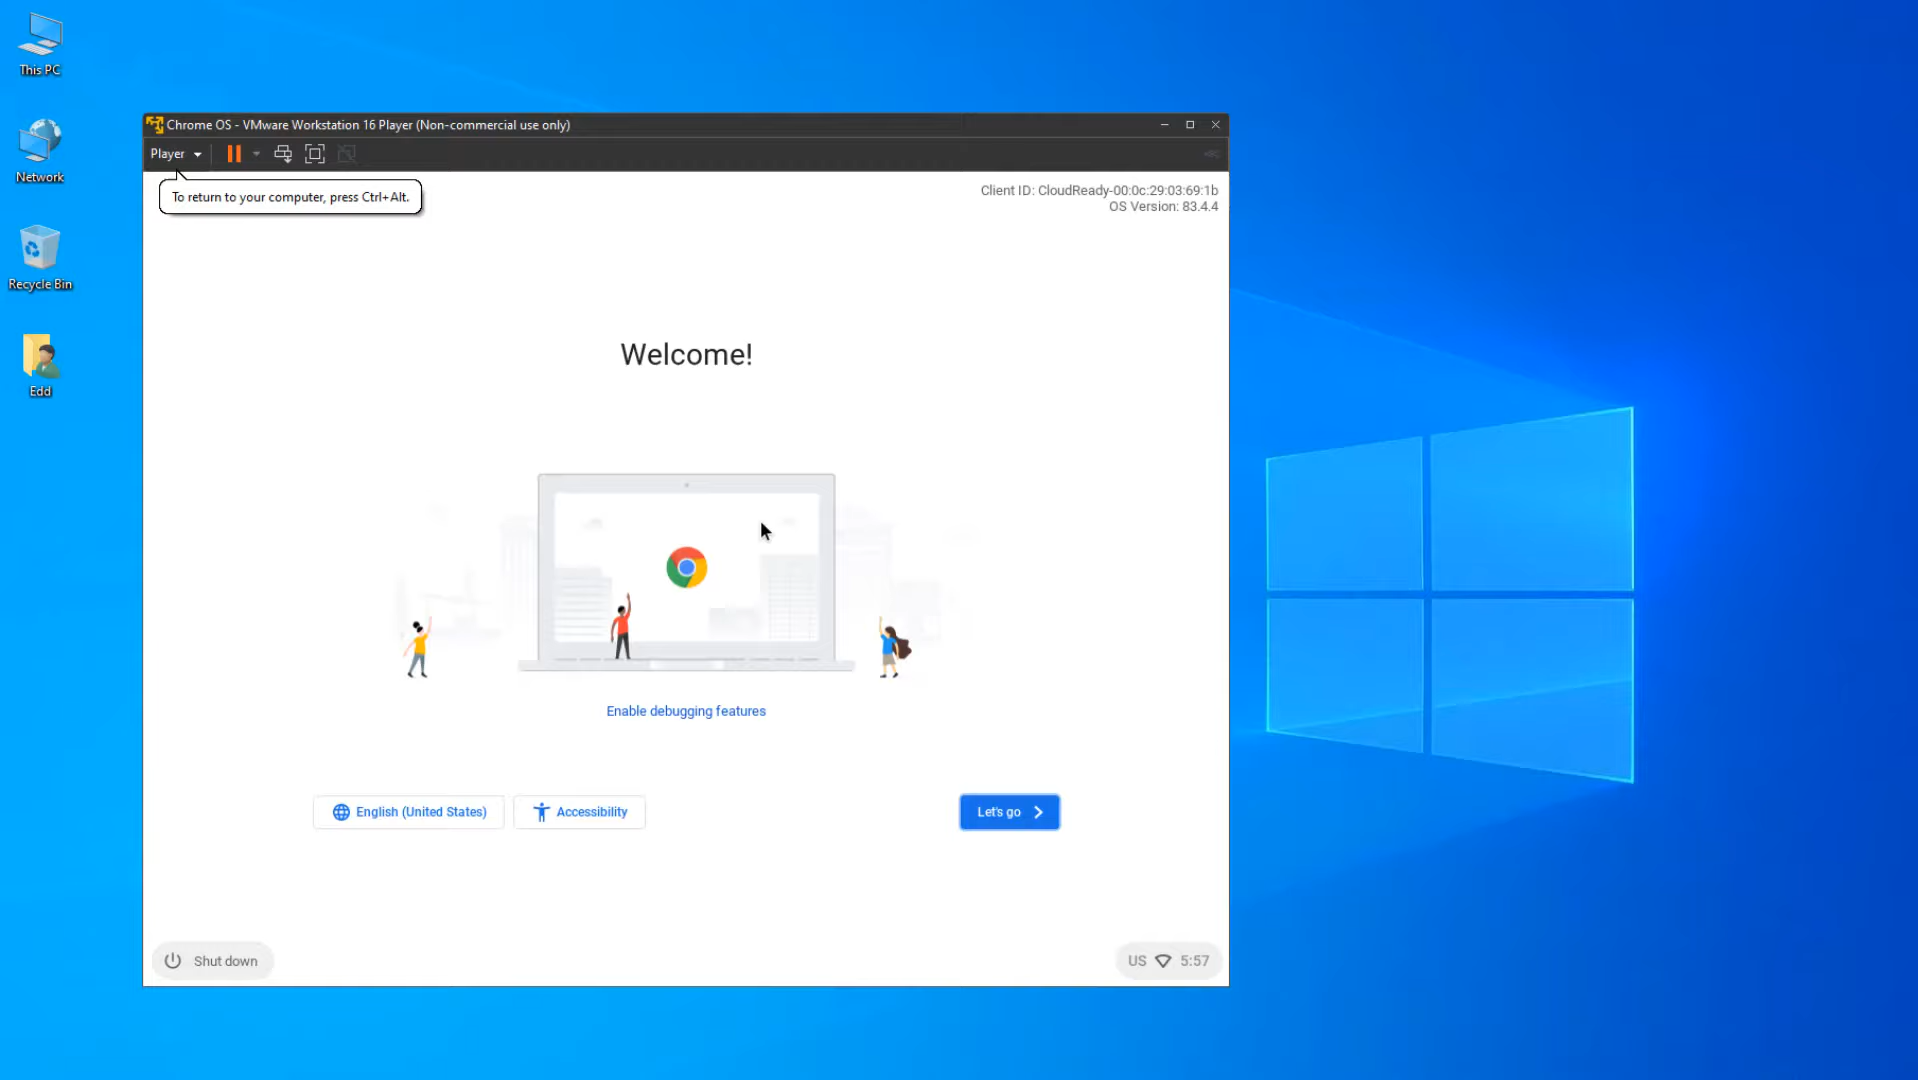 This PC
Network
Recycle Bin
Edd
Chrome OS - VMware Workstation 16 Player (Non-commercial use only)
Player
To return to your computer, press Ctrl+Alt.
Client ID: CloudReady-00:0c:29:03:69:1b
OS Version: 83.4.4
Welcome!
Enable debugging features
English (United States)
Accessibility
Let's go
Shut down
US 5:57